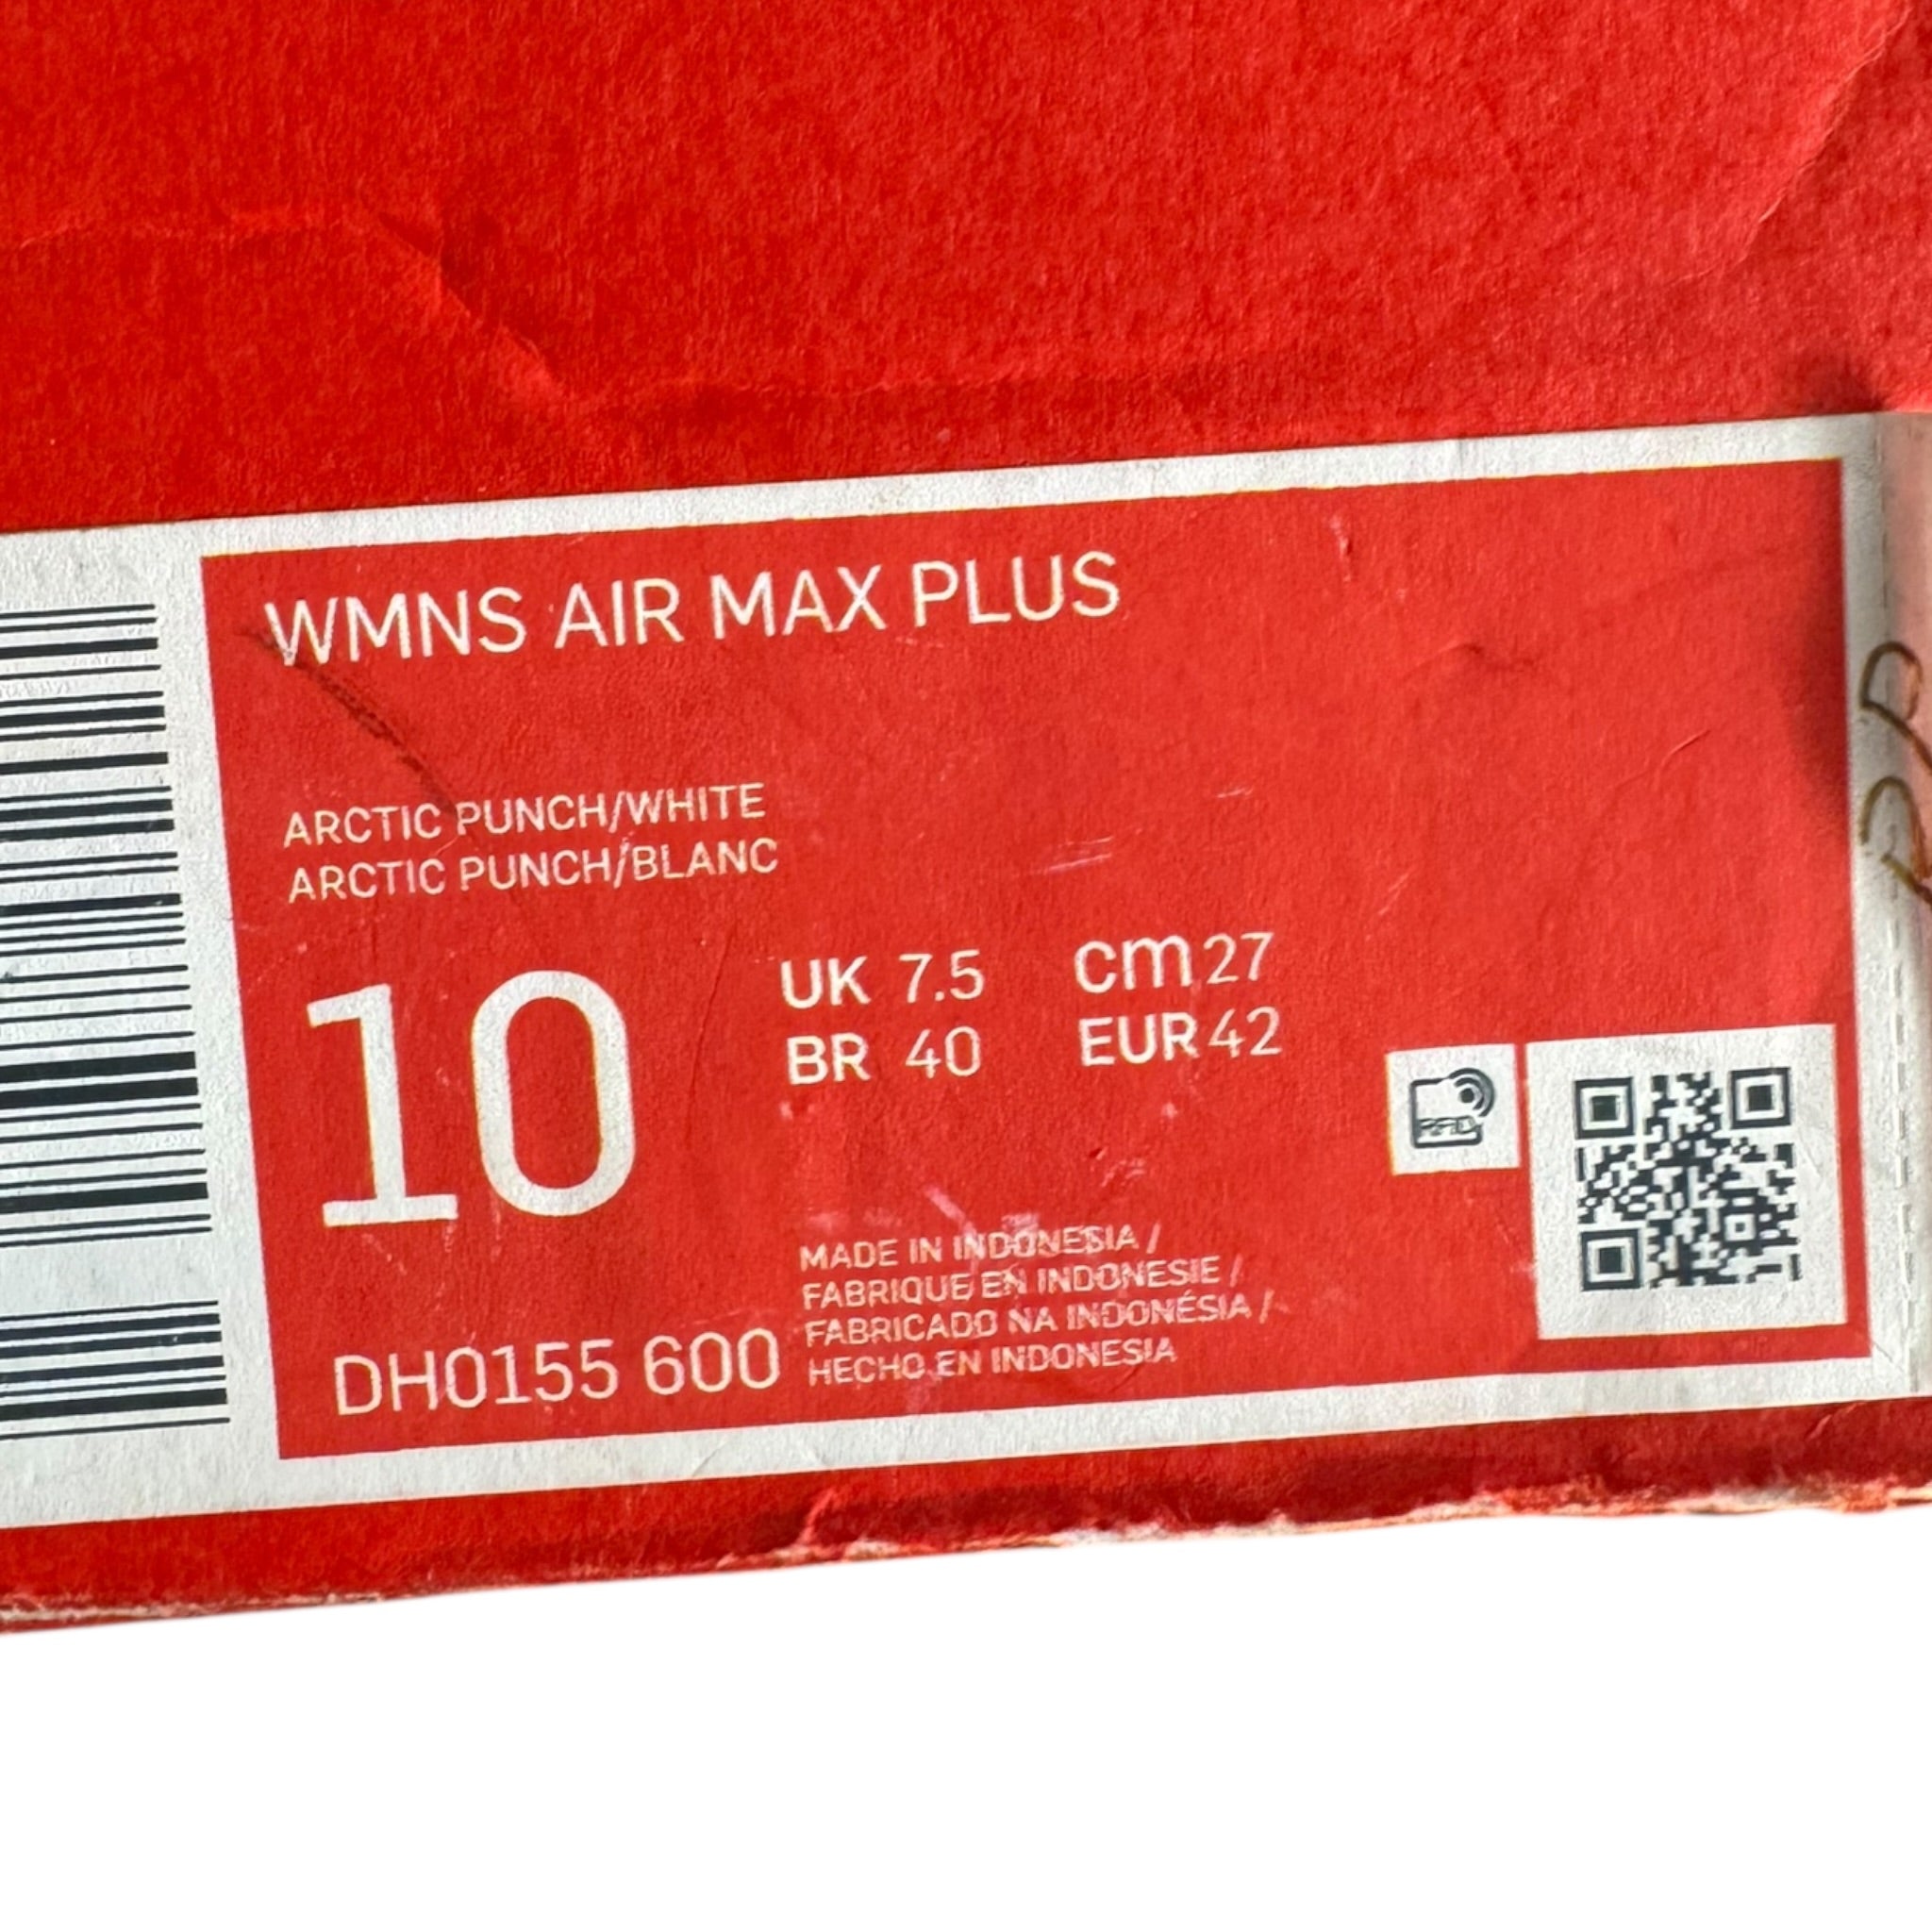 WMNS AIR MAX PLUS
ARCTIC PUNCH/WHITE
ARCTIC PUNCH/BLANC
10
UK 7.5 cm 27
BR 40 EUR 42
RFID
MADE IN INDONESIA /
FABRIQUE EN INDONESIE /
FABRICADO NA INDONÉSIA /
HECHO EN INDONESIA
DH0155 600